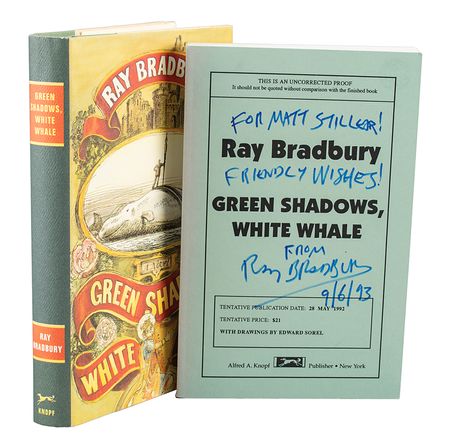 GREEN
SHADOWS,
WHITE
WHALE
RAY
BRADBURY
KNOPF
RAY BRADBURY
GREEN SHAD
WHITE
THIS IS AN UNCORRECTED PROOF
It should not be quoted without comparison with the finished book
FOR MATT STILLEAR!
Ray Bradbury
FRIENDLY WISHES!
GREEN SHADOWS,
WHITE WHALE
FROM
RAY BRADBURY
9/6/93
TENTATIVE PUBLICATION DATE: 28 MAY 1992
TENTATIVE PRICE: $21
WITH DRAWINGS BY EDWARD SOREL
Alfred A. Knopf Publisher • New York